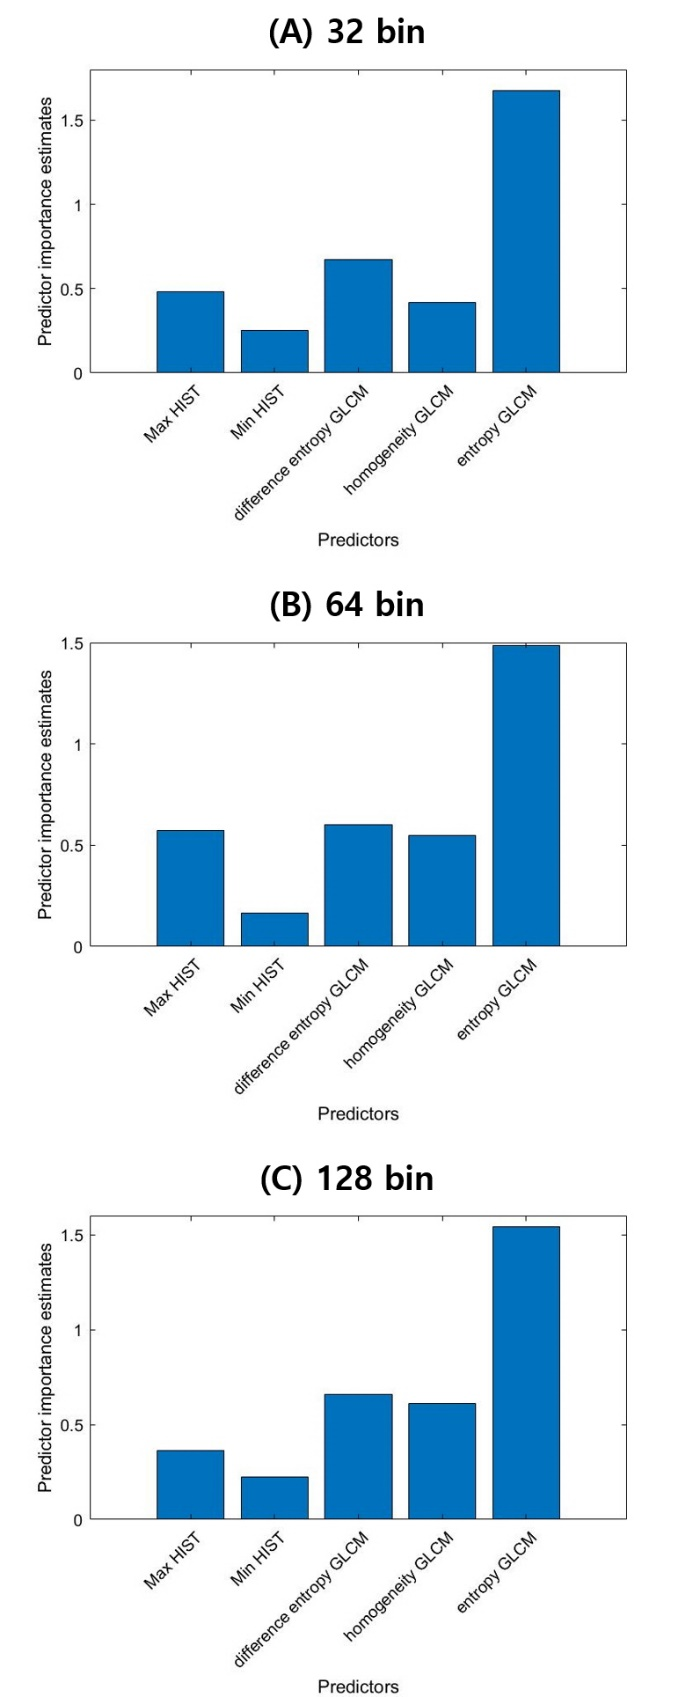 (A) 32 bin
Predictor importance estimates
1.5
1
0.5
0
Max HIST
Min HIST
difference entropy GLCM
homogeneity GLCM
entropy GLCM
Predictors
(B) 64 bin
Predictor importance estimates
1.5
1
0.5
0
Max HIST
Min HIST
difference entropy GLCM
homogeneity GLCM
entropy GLCM
Predictors
(C) 128 bin
Predictor importance estimates
1.5
1
0.5
0
Max HIST
Min HIST
difference entropy GLCM
homogeneity GLCM
entropy GLCM
Predictors